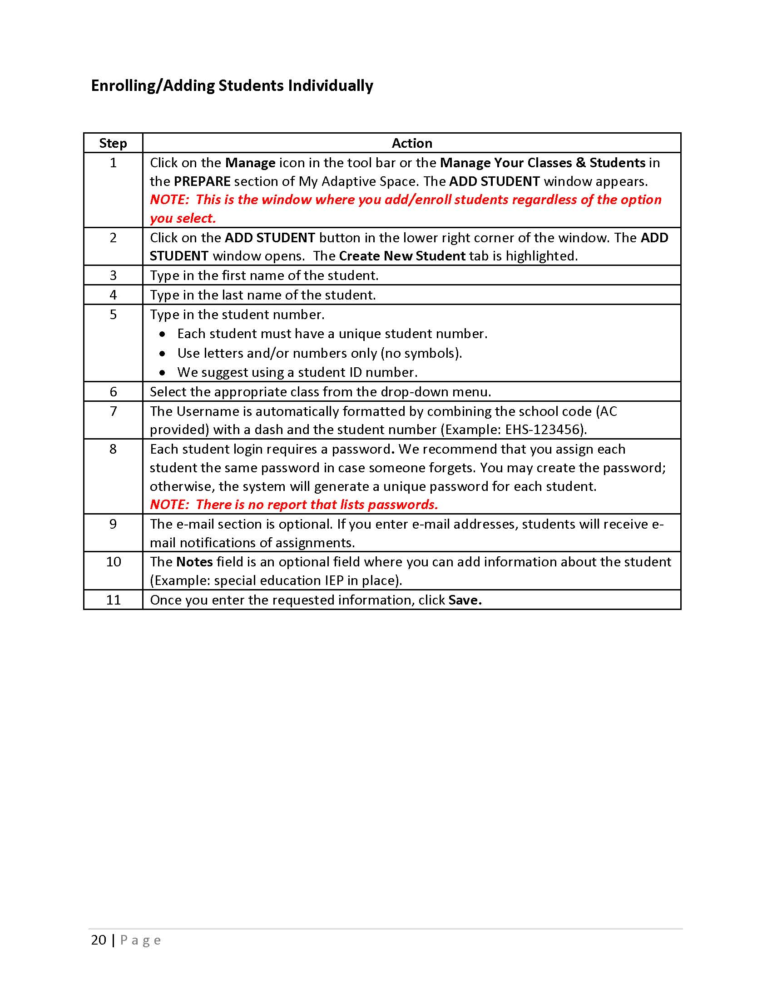 Enrolling/Adding Students Individually
Step Action
1 Click on the Manage icon in the tool bar or the Manage Your Classes & Students in
the PREPARE section of My Adaptive Space. The ADD STUDENT window appears.
NOTE:  This is the window where you add/enroll students regardless of the option
you select.
2 Click on the ADD STUDENT button in the lower right corner of the window. The ADD
STUDENT window opens.  The Create New Student tab is highlighted.
3 Type in the first name of the student.
4 Type in the last name of the student.
5 Type in the student number.
• Each student must have a unique student number.
• Use letters and/or numbers only (no symbols).
• We suggest using a student ID number.
6 Select the appropriate class from the drop-down menu.
7 The Username is automatically formatted by combining the school code (AC
provided) with a dash and the student number (Example: EHS-123456).
8 Each student login requires a password. We recommend that you assign each
student the same password in case someone forgets. You may create the password;
otherwise, the system will generate a unique password for each student.
NOTE:  There is no report that lists passwords.
9 The e-mail section is optional. If you enter e-mail addresses, students will receive e-
mail notifications of assignments.
10 The Notes field is an optional field where you can add information about the student
(Example: special education IEP in place).
11 Once you enter the requested information, click Save.
20 | Page